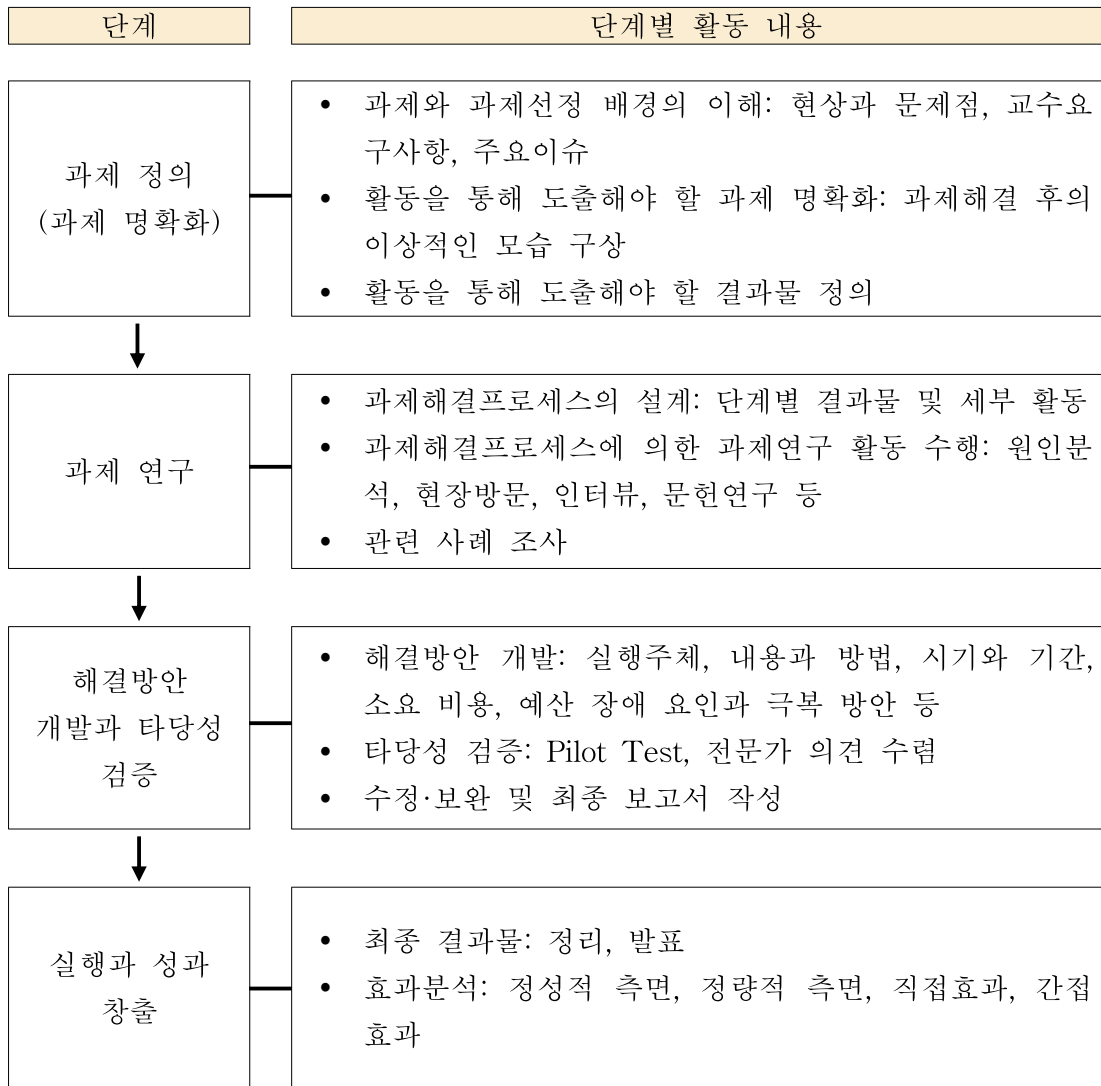 단계
단계별 활동 내용
과제 정의
(과제 명확화)
• 과제와 과제선정 배경의 이해: 현상과 문제점, 교수요
구사항, 주요이슈
• 활동을 통해 도출해야 할 과제 명확화: 과제해결 후의
이상적인 모습 구상
• 활동을 통해 도출해야 할 결과물 정의
과제 연구
• 과제해결프로세스의 설계: 단계별 결과물 및 세부 활동
• 과제해결프로세스에 의한 과제연구 활동 수행: 원인분
석, 현장방문, 인터뷰, 문헌연구 등
• 관련 사례 조사
해결방안
개발과 타당성
검증
• 해결방안 개발: 실행주체, 내용과 방법, 시기와 기간,
소요 비용, 예산 장애 요인과 극복 방안 등
• 타당성 검증: Pilot Test, 전문가 의견 수렴
• 수정·보완 및 최종 보고서 작성
실행과 성과
창출
• 최종 결과물: 정리, 발표
• 효과분석: 정성적 측면, 정량적 측면, 직접효과, 간접
효과